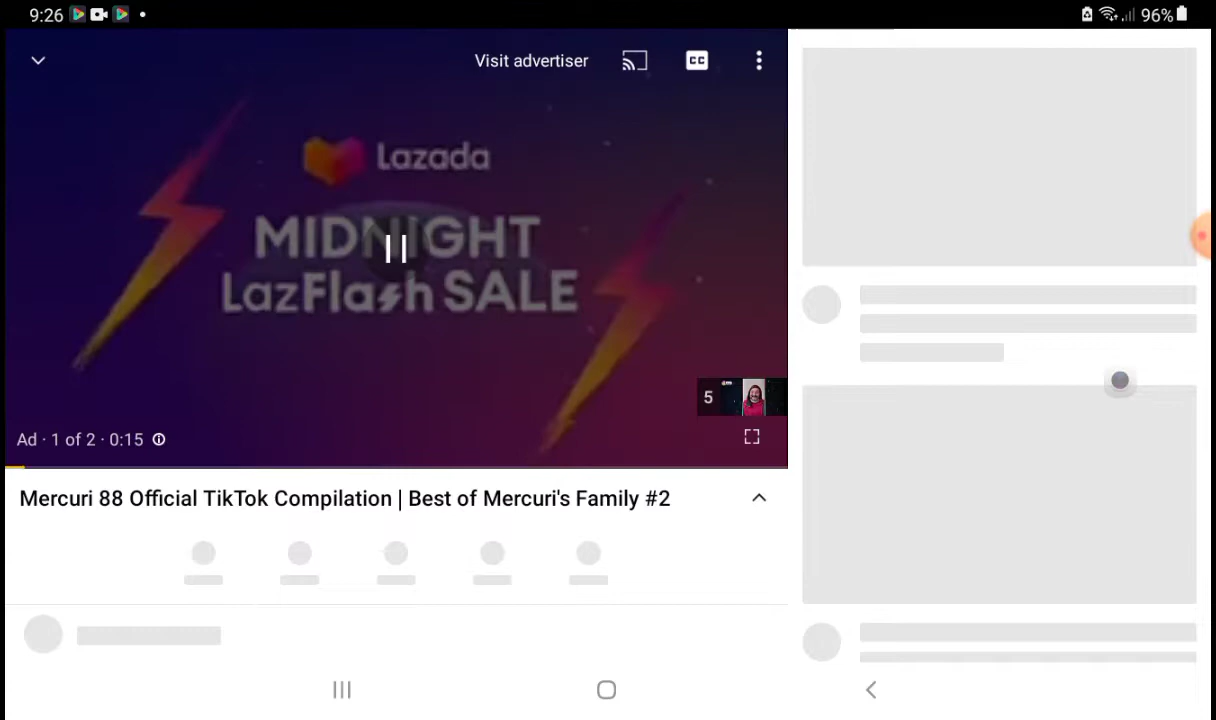 9:26
96%
Visit advertiser
CC
Lazada
MIDNIGHT
LazFlash SALE
5
Ad · 1 of 2 · 0:15
Mercuri 88 Official TikTok Compilation | Best of Mercuri's Family #2